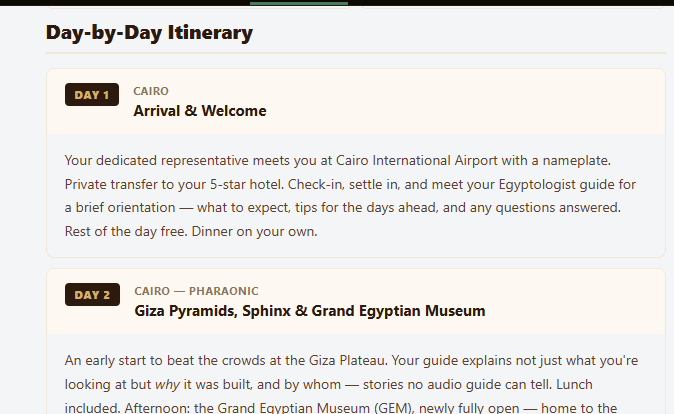 Day-by-Day Itinerary
DAY 1
CAIRO
Arrival & Welcome
Your dedicated representative meets you at Cairo International Airport with a nameplate.
Private transfer to your 5-star hotel. Check-in, settle in, and meet your Egyptologist guide for
a brief orientation — what to expect, tips for the days ahead, and any questions answered.
Rest of the day free. Dinner on your own.
DAY 2
CAIRO — PHARAONIC
Giza Pyramids, Sphinx & Grand Egyptian Museum
An early start to beat the crowds at the Giza Plateau. Your guide explains not just what you're
looking at but why it was built, and by whom — stories no audio guide can tell. Lunch
included. Afternoon: the Grand Egyptian Museum (GEM), newly fully open — home to the